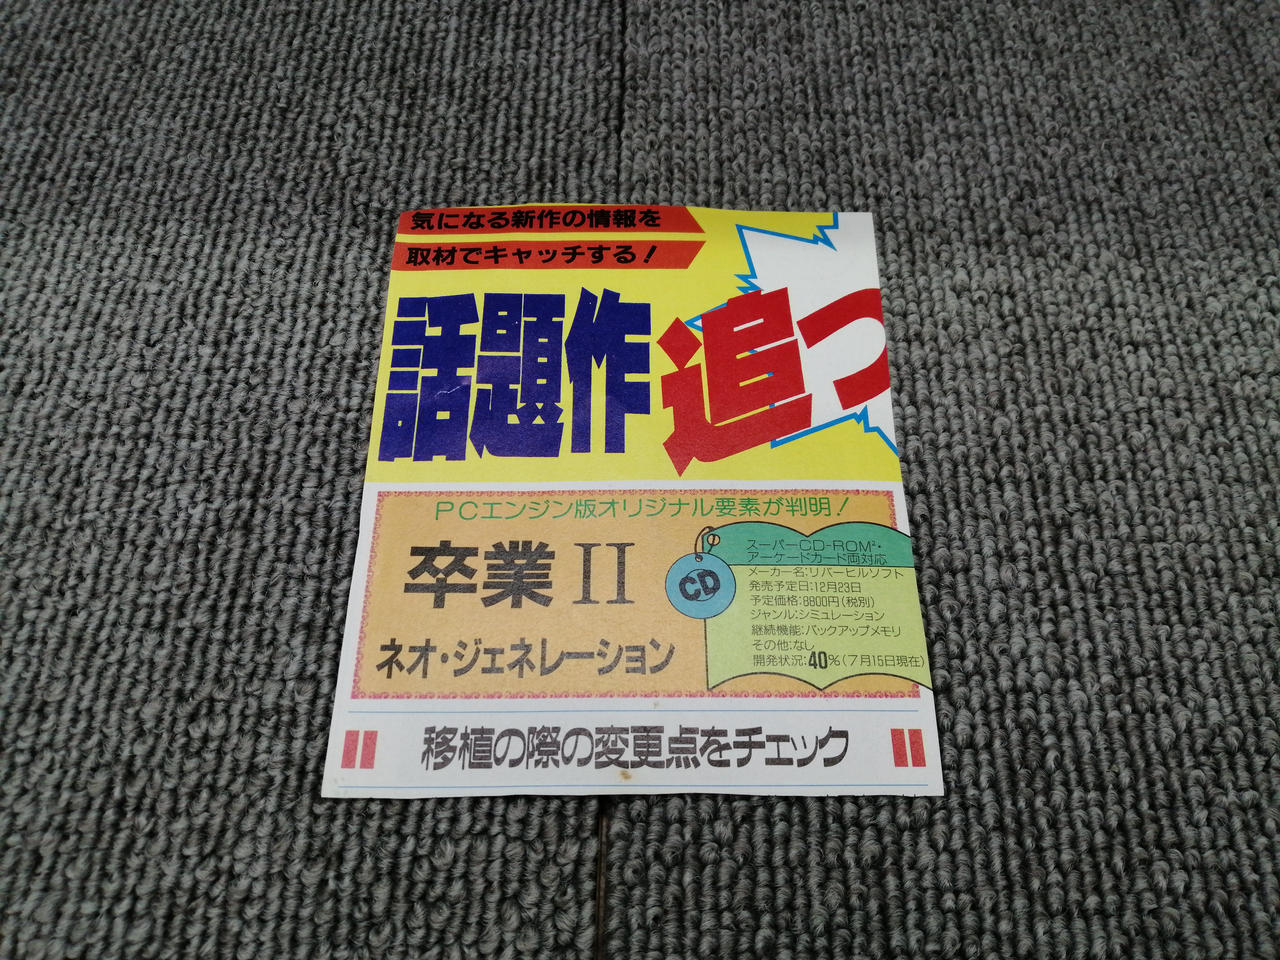 気になる新作の情報を
取材でキャッチする!
話題作追つ
PCエンジン版オリジナル要素が判明!
卒業II
ネオ・ジェネレーション
CD
スーパーCD-ROM²・
アーケードカード両対応
メーカー名:リバーヒルソフト
発売予定日:12月23日
予定価格:8800円(税別)
ジャンル:シミュレーション
継続機能:バックアップメモリ
その他:なし
開発状況:40%(7月15日現在)
移植の際の変更点をチェック